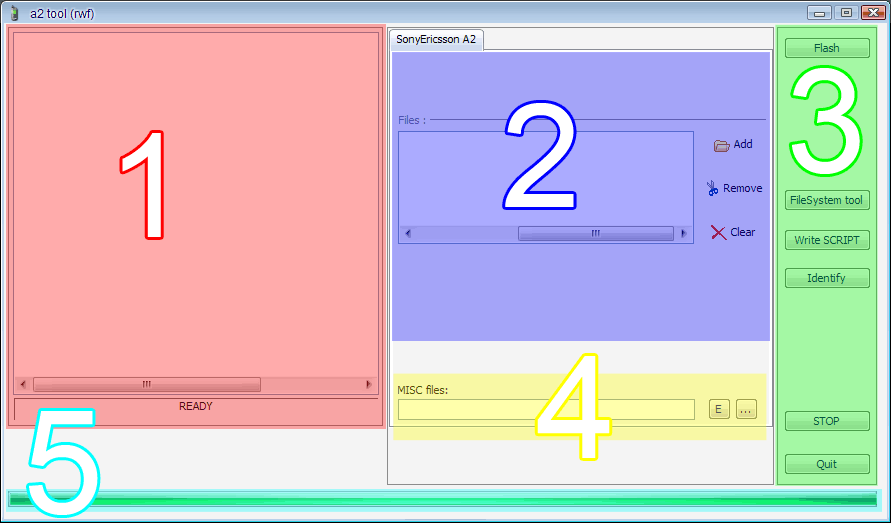 a2 tool (rwf)
SonyEricsson A2
Flash
1
2
3
Files :
Add
Remove
Clear
FileSystem tool
Write SCRIPT
Identify
MISC files:
E
...
4
READY
STOP
Quit
5